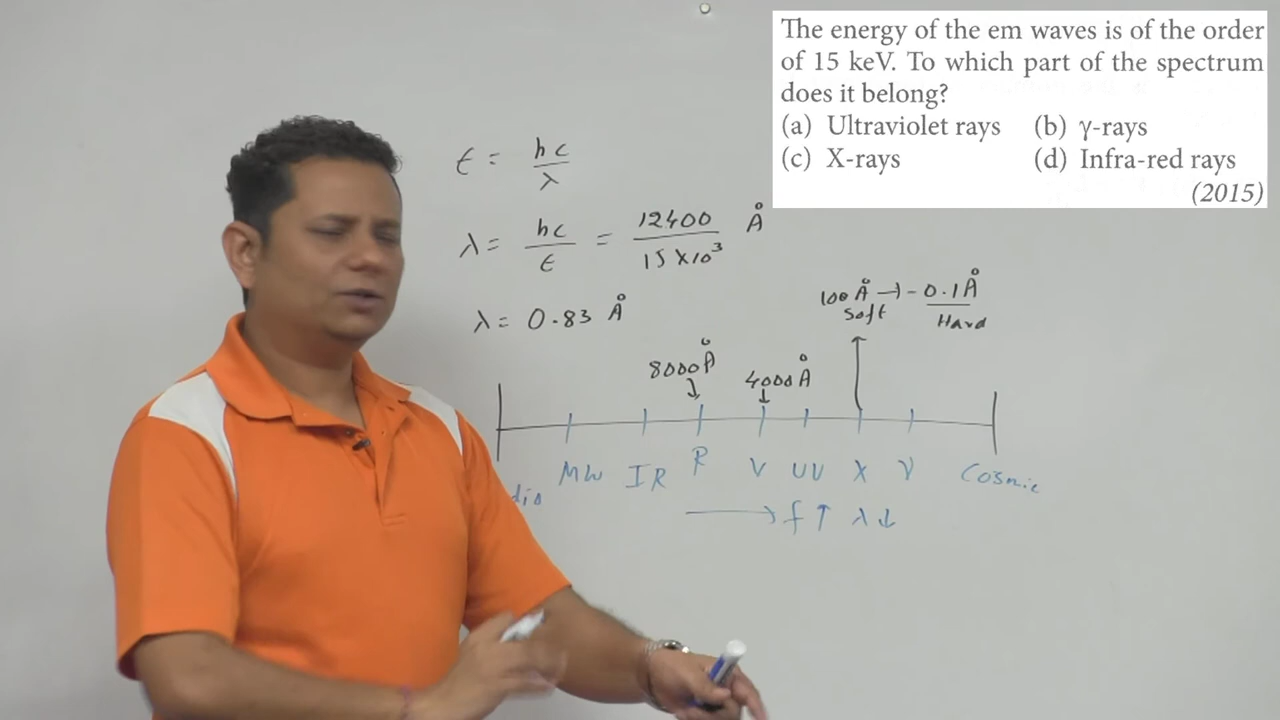 The energy of the em waves is of the order
of 15 keV. To which part of the spectrum
does it belong?
(a) Ultraviolet rays (b) γ-rays
(c) X-rays (d) Infra-red rays
(2015)
E = hc/λ
λ = hc/E = 12400/15×10³ Å
λ = 0.83 Å
100 Å → - 0.1 Å
Soft Hard
8000 Å 4000 Å
dio MW IR R V UV X γ Cosmic
→ f ↑ λ ↓